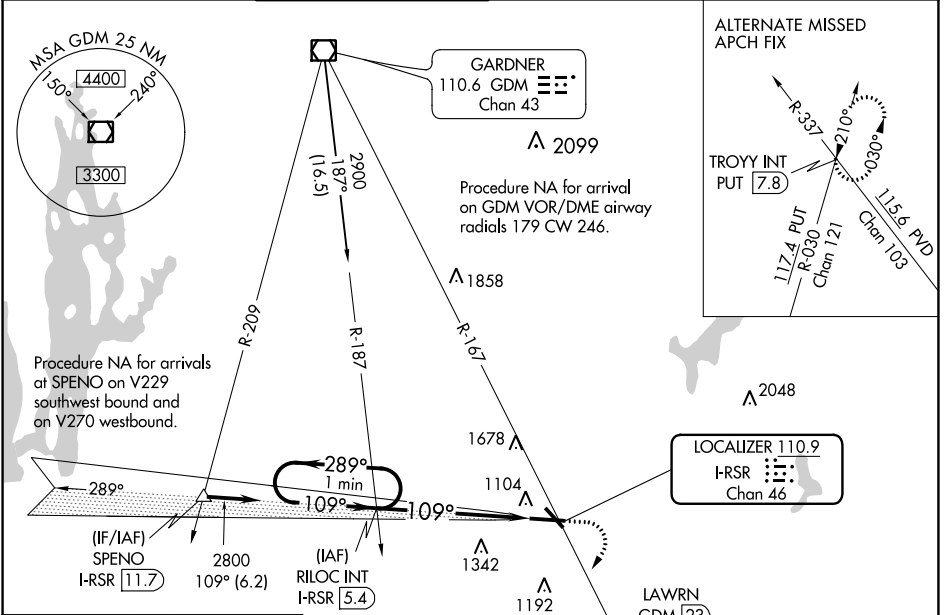 MSA GDM 25 NM
150°
4400
240°
3300
GARDNER
110.6 GDM
Chan 43
2099
2900
187°
(16.5)
Procedure NA for arrival
on GDM VOR/DME airway
radials 179 CW 246.
1858
R-209
R-187
R-167
Procedure NA for arrivals
at SPENO on V229
southwest bound and
on V270 westbound.
ALTERNATE MISSED
APCH FIX
R-337
210°
030°
TROYY INT
PUT 7.8
117.4 PUT
R-030
Chan 121
115.6 PVD
Chan 103
2048
1678
LOCALIZER 110.9
I-RSR
Chan 46
289°
1 min
109°
109°
1104
289°
(IF/IAF)
SPENO
I-RSR 11.7
2800
109° (6.2)
(IAF)
RILOC INT
I-RSR 5.4
1342
1192
LAWRN
GDM 23